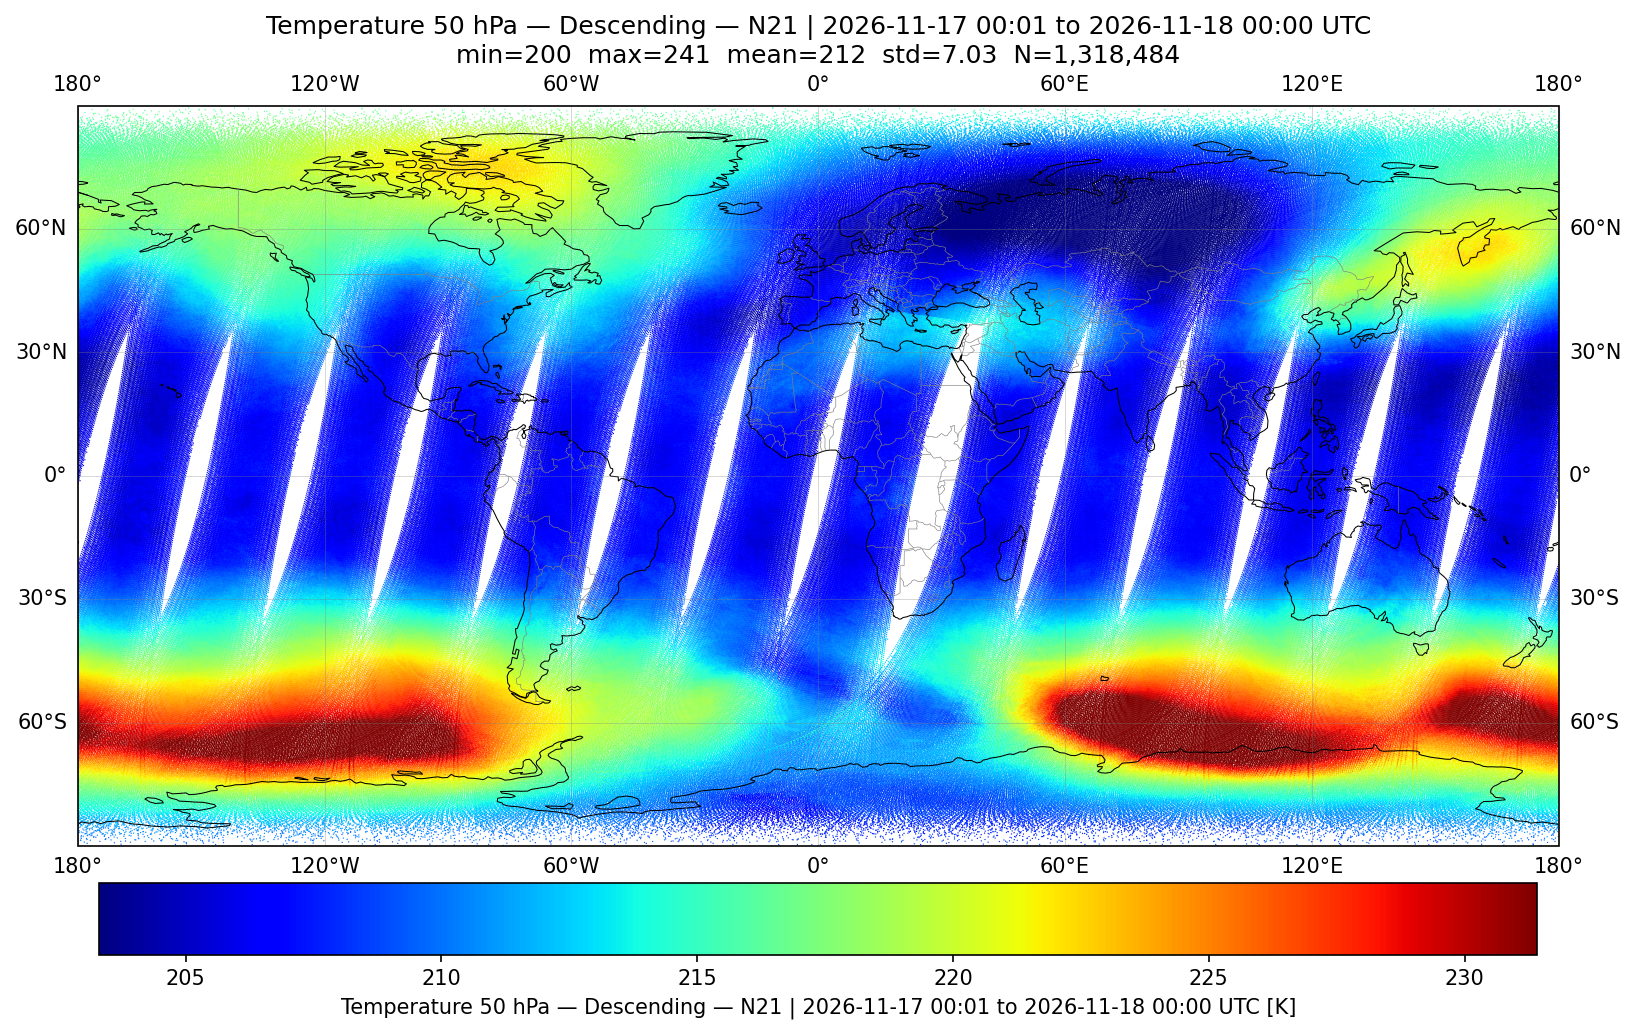 Temperature 50 hPa — Descending — N21 | 2026-11-17 00:01 to 2026-11-18 00:00 UTC
min=200  max=241  mean=212  std=7.03  N=1,318,484
180° 120°W 60°W 0° 60°E 120°E 180°
60°N 60°N
30°N 30°N
0° 0°
30°S 30°S
60°S 60°S
180° 120°W 60°W 0° 60°E 120°E 180°
205 210 215 220 225 230
Temperature 50 hPa — Descending — N21 | 2026-11-17 00:01 to 2026-11-18 00:00 UTC [K]